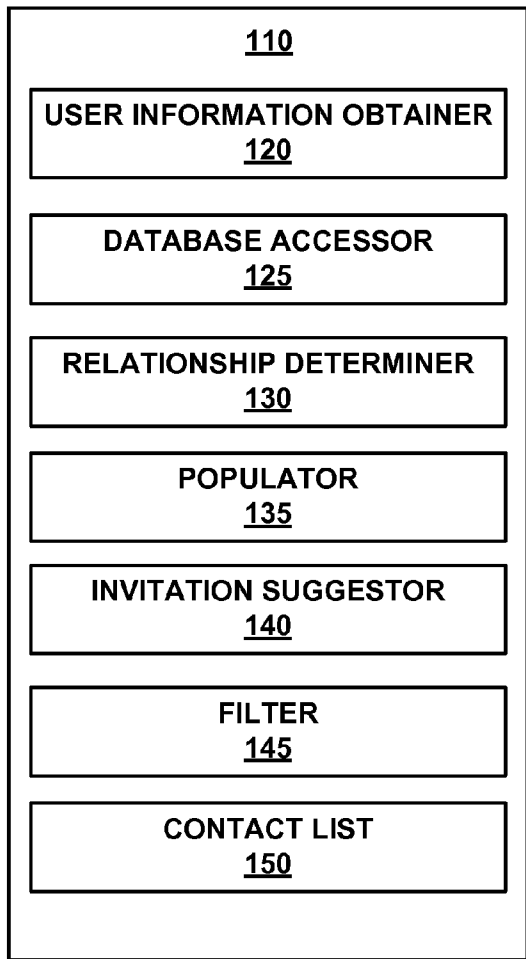 110
USER INFORMATION OBTAINER
120
DATABASE ACCESSOR
125
RELATIONSHIP DETERMINER
130
POPULATOR
135
INVITATION SUGGESTOR
140
FILTER
145
CONTACT LIST
150